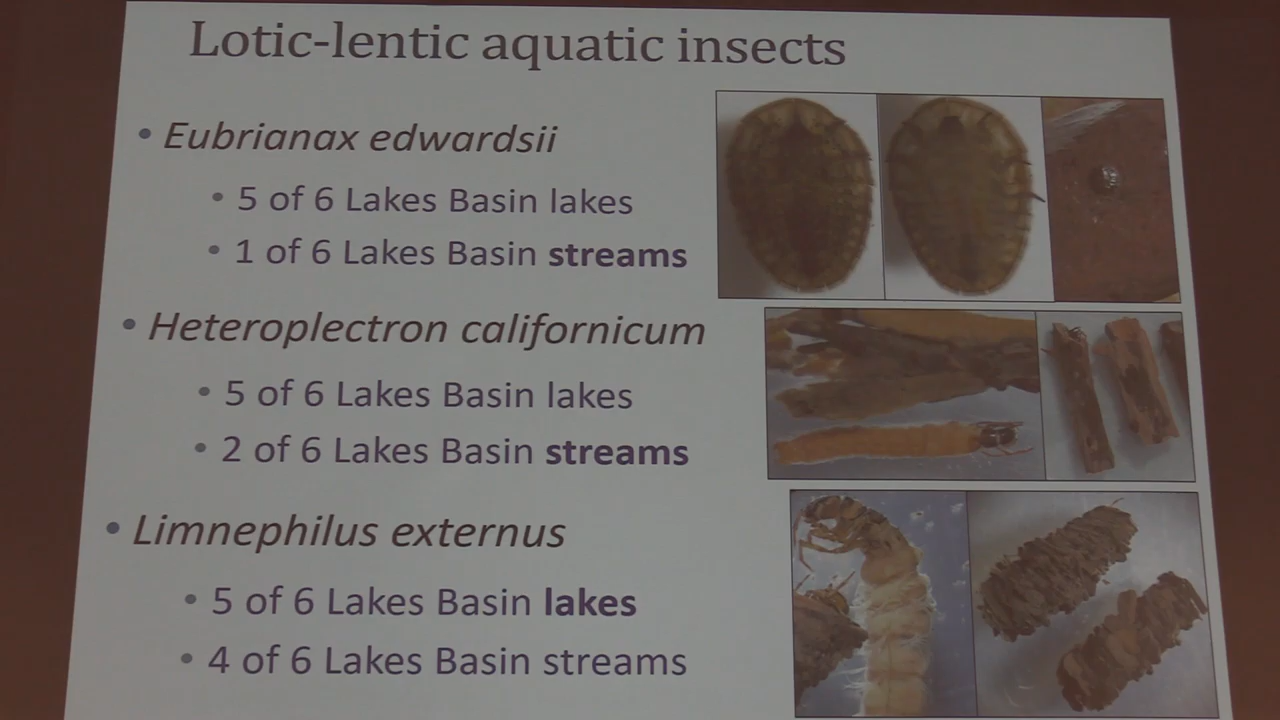 Lotic-lentic aquatic insects
• Eubrianax edwardsii
• 5 of 6 Lakes Basin lakes
• 1 of 6 Lakes Basin streams
• Heteroplectron californicum
• 5 of 6 Lakes Basin lakes
• 2 of 6 Lakes Basin streams
• Limnephilus externus
• 5 of 6 Lakes Basin lakes
• 4 of 6 Lakes Basin streams